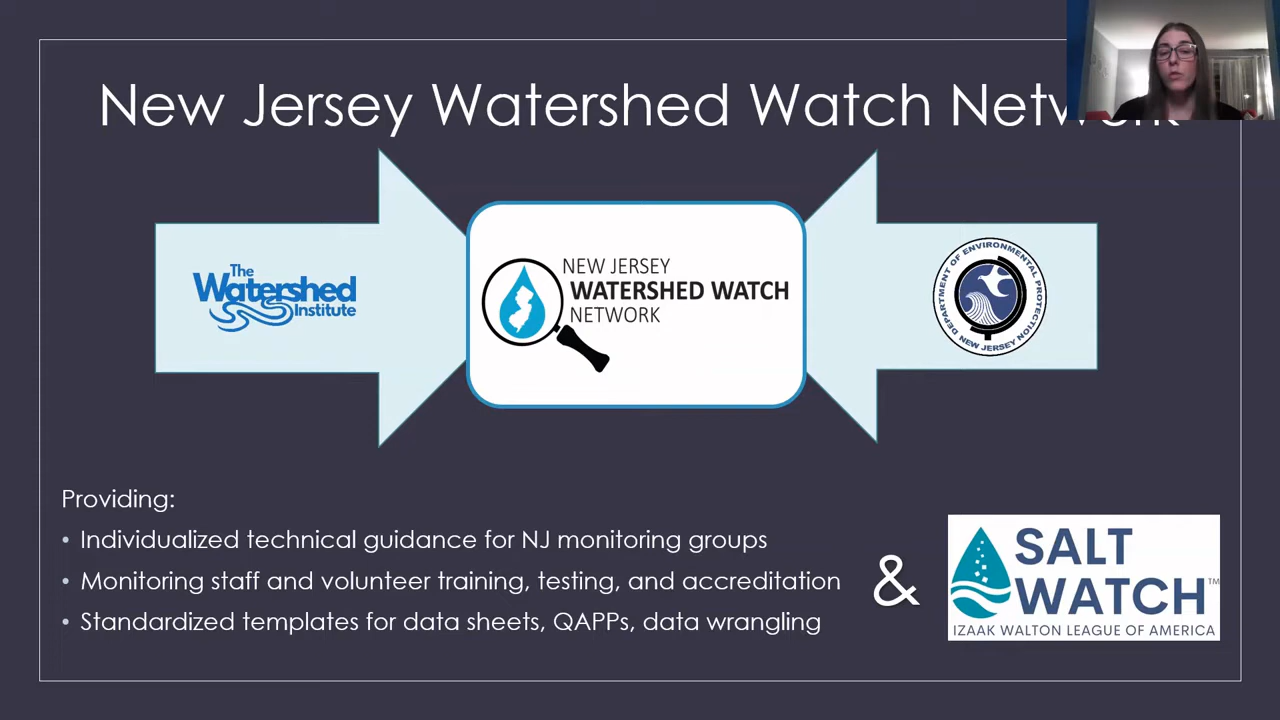 New Jersey Watershed Watch Network
The
Watershed
Institute
NEW JERSEY
WATERSHED WATCH
NETWORK
DEPARTMENT OF ENVIRONMENTAL PROTECTION
NEW JERSEY
Providing:
• Individualized technical guidance for NJ monitoring groups
• Monitoring staff and volunteer training, testing, and accreditation
• Standardized templates for data sheets, QAPPs, data wrangling
&
SALT
WATCH™
IZAAK WALTON LEAGUE OF AMERICA